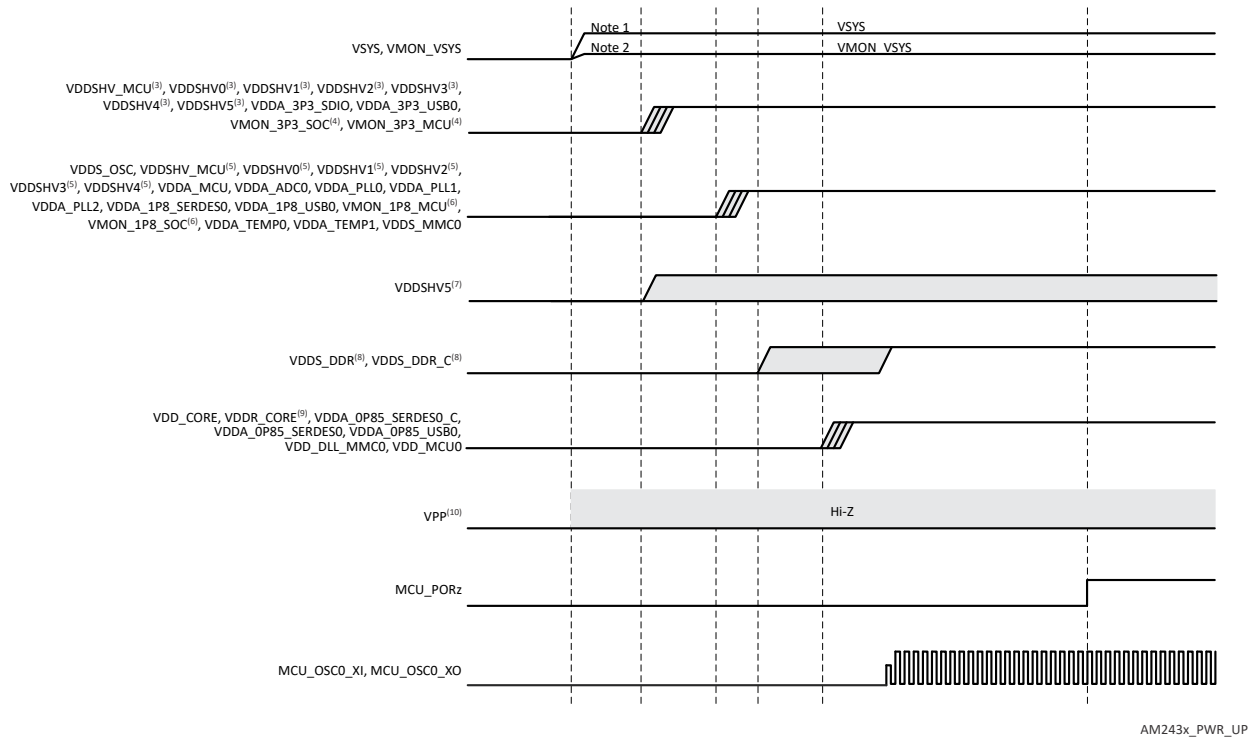 Note 1 VSYS
VSYS, VMON_VSYS
Note 2 VMON_VSYS
VDDSHV_MCU(3), VDDSHV0(3), VDDSHV1(3), VDDSHV2(3), VDDSHV3(3),
VDDSHV4(3), VDDSHV5(3), VDDA_3P3_SDIO, VDDA_3P3_USB0,
VMON_3P3_SOC(4), VMON_3P3_MCU(4)
VDDS_OSC, VDDSHV_MCU(5), VDDSHV0(5), VDDSHV1(5), VDDSHV2(5),
VDDSHV3(5), VDDSHV4(5), VDDA_MCU, VDDA_ADC0, VDDA_PLL0, VDDA_PLL1,
VDDA_PLL2, VDDA_1P8_SERDES0, VDDA_1P8_USB0, VMON_1P8_MCU(6),
VMON_1P8_SOC(6), VDDA_TEMP0, VDDA_TEMP1, VDDS_MMC0
VDDSHV5(7)
VDDS_DDR(8), VDDS_DDR_C(8)
VDD_CORE, VDDR_CORE(9), VDDA_0P85_SERDES0_C,
VDDA_0P85_SERDES0, VDDA_0P85_USB0,
VDD_DLL_MMC0, VDD_MCU0
VPP(10) Hi-Z
MCU_PORz
MCU_OSC0_XI, MCU_OSC0_XO
AM243x_PWR_UP